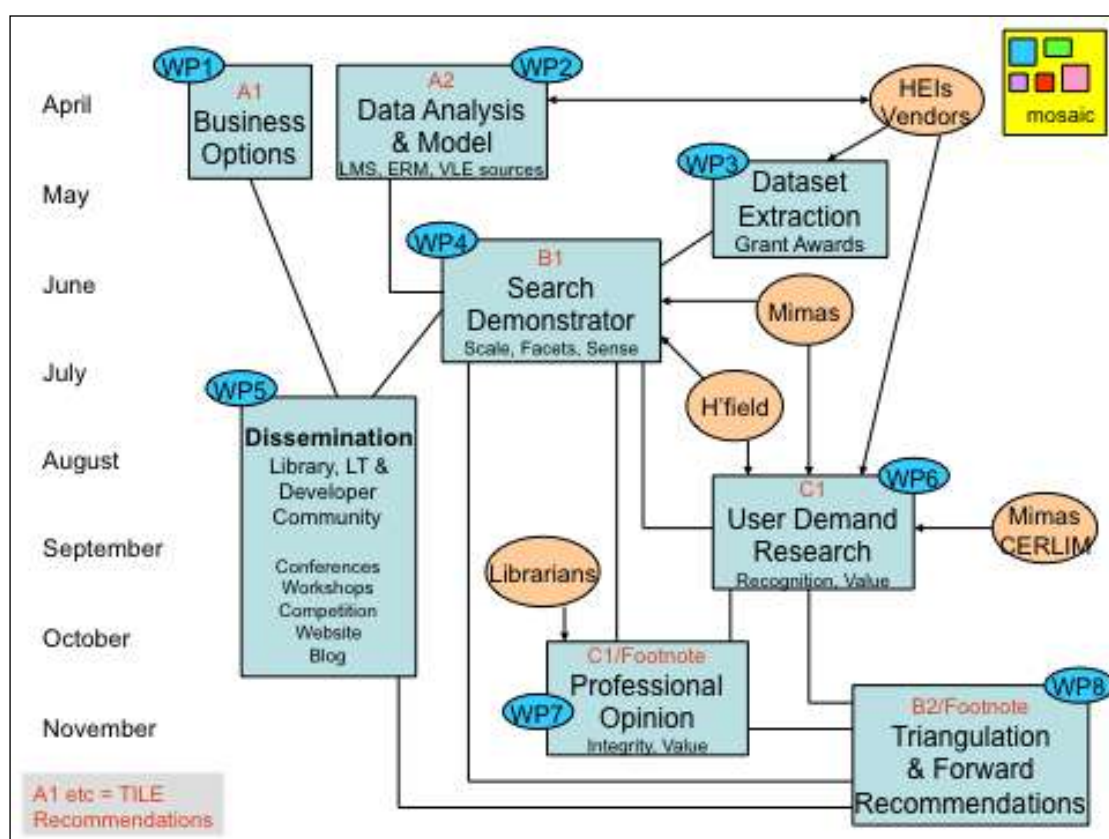 WP1
A1
Business
Options
WP2
A2
Data Analysis
& Model
LMS, ERM, VLE sources
HEIs
Vendors
mosaic
April
May
June
July
August
September
October
November
WP3
Dataset
Extraction
Grant Awards
WP4
B1
Search
Demonstrator
Scale, Facets, Sense
Mimas
H'field
WP5
Dissemination
Library, LT &
Developer
Community
Conferences
Workshops
Competition
Website
Blog
WP6
C1
User Demand
Research
Recognition, Value
Mimas
CERLIM
Librarians
C1/Footnote
WP7
Professional
Opinion
Integrity, Value
WP8
B2/Footnote
Triangulation
& Forward
Recommendations
A1 etc = TILE
Recommendations